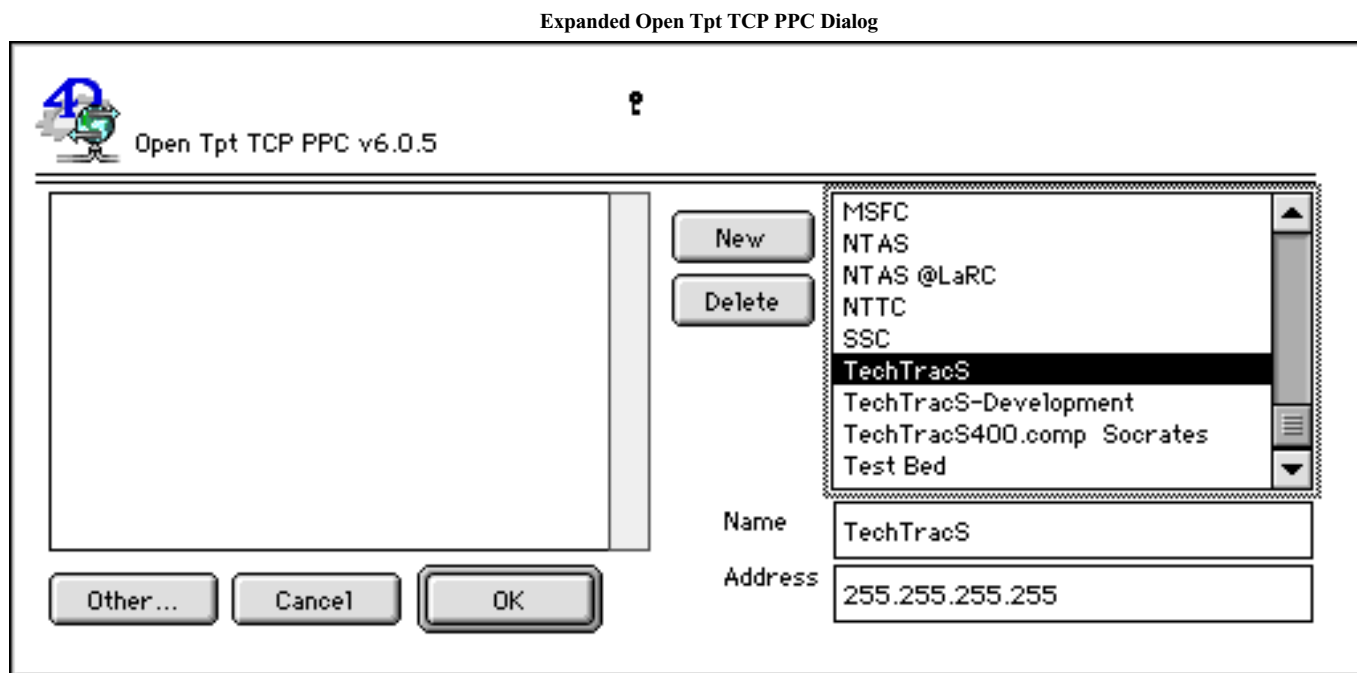 Expanded Open Tpt TCP PPC Dialog
4D
Open Tpt TCP PPC v6.0.5
New
Delete
MSFC
NTAS
NTAS @LaRC
NTTC
SSC
TechTracS
TechTracS-Development
TechTracS400.comp Socrates
Test Bed
Name
TechTracS
Address
255.255.255.255
Other...
Cancel
OK